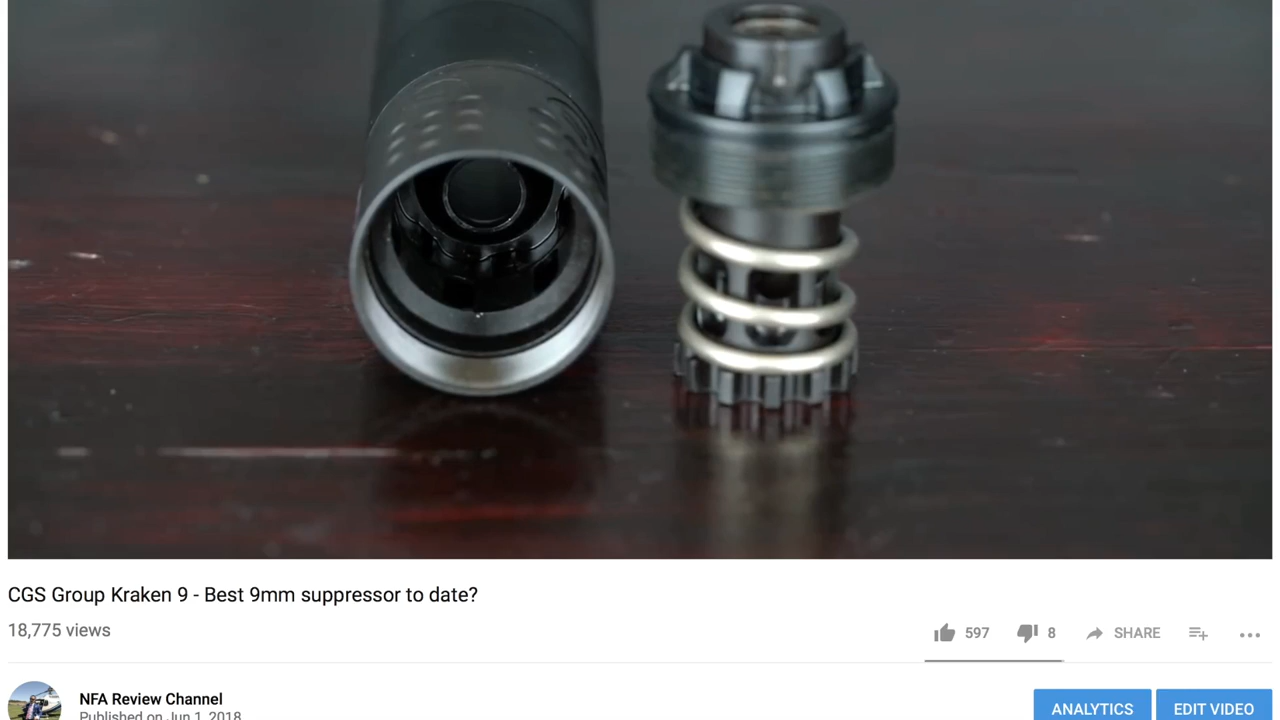 CGS Group Kraken 9 - Best 9mm suppressor to date?
18,775 views
597
8
SHARE
NFA Review Channel
Published on Jun 1, 2018
ANALYTICS
EDIT VIDEO